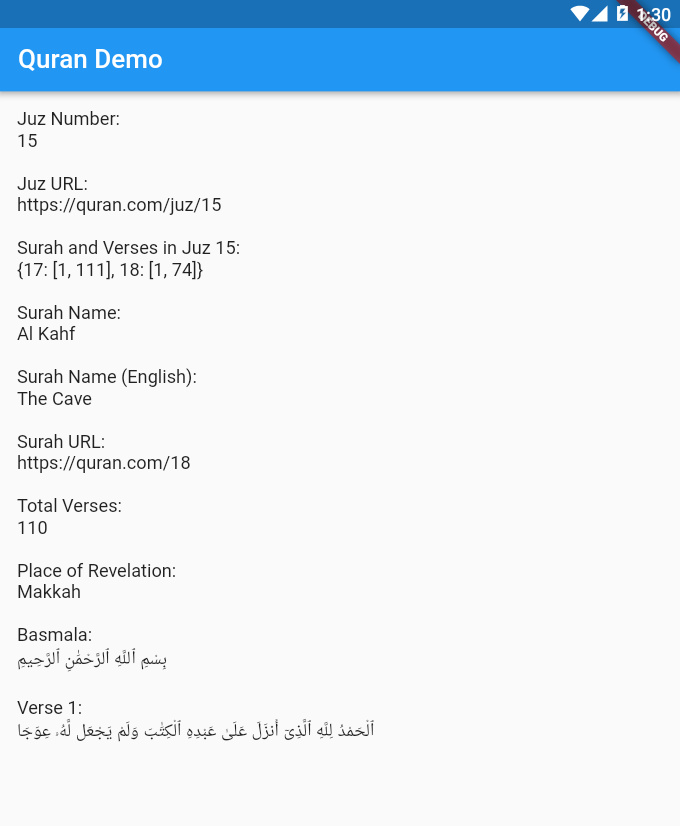 1:30
DEBUG
Quran Demo
Juz Number:
15
Juz URL:
https://quran.com/juz/15
Surah and Verses in Juz 15:
{17: [1, 111], 18: [1, 74]}
Surah Name:
Al Kahf
Surah Name (English):
The Cave
Surah URL:
https://quran.com/18
Total Verses:
110
Place of Revelation:
Makkah
Basmala:
بِسْمِ ٱللَّهِ ٱلرَّحْمَٰنِ ٱلرَّحِيمِ
Verse 1:
ٱلْحَمْدُ لِلَّهِ ٱلَّذِىٓ أَنزَلَ عَلَىٰ عَبْدِهِ ٱلْكِتَٰبَ وَلَمْ يَجْعَل لَّهُۥ عِوَجَا